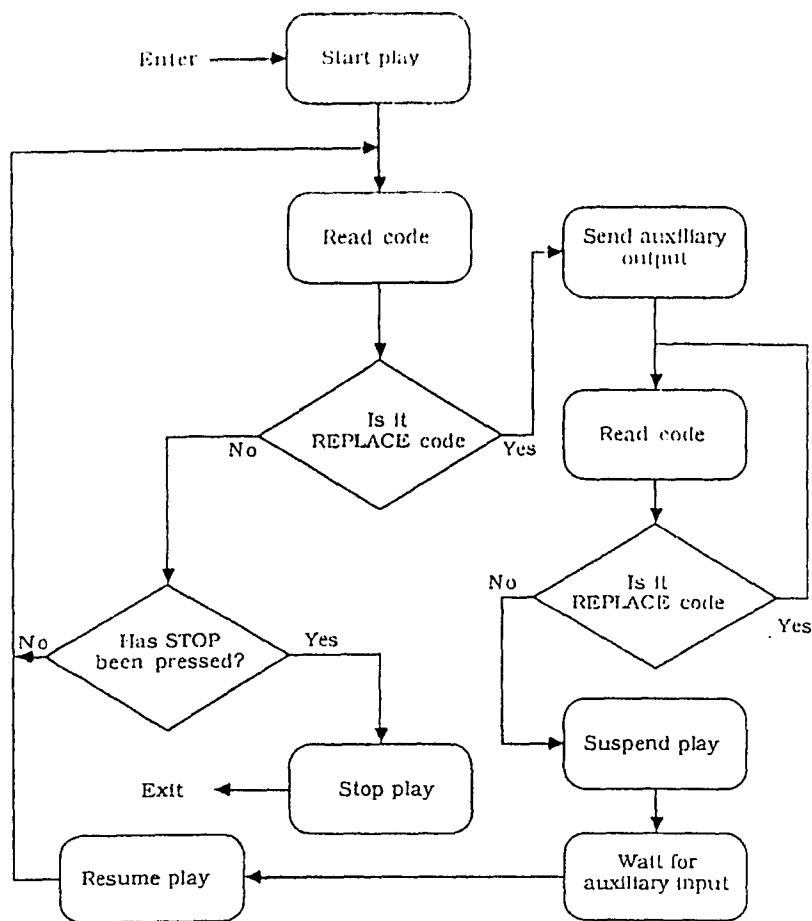 Enter
Start play
Read code
Send auxiliary
output
Is it
REPLACE code
No
Yes
Read code
Is it
REPLACE code
No
Yes
Has STOP
been pressed?
No
Yes
Suspend play
Stop play
Exit
Wait for
auxiliary input
Resume play